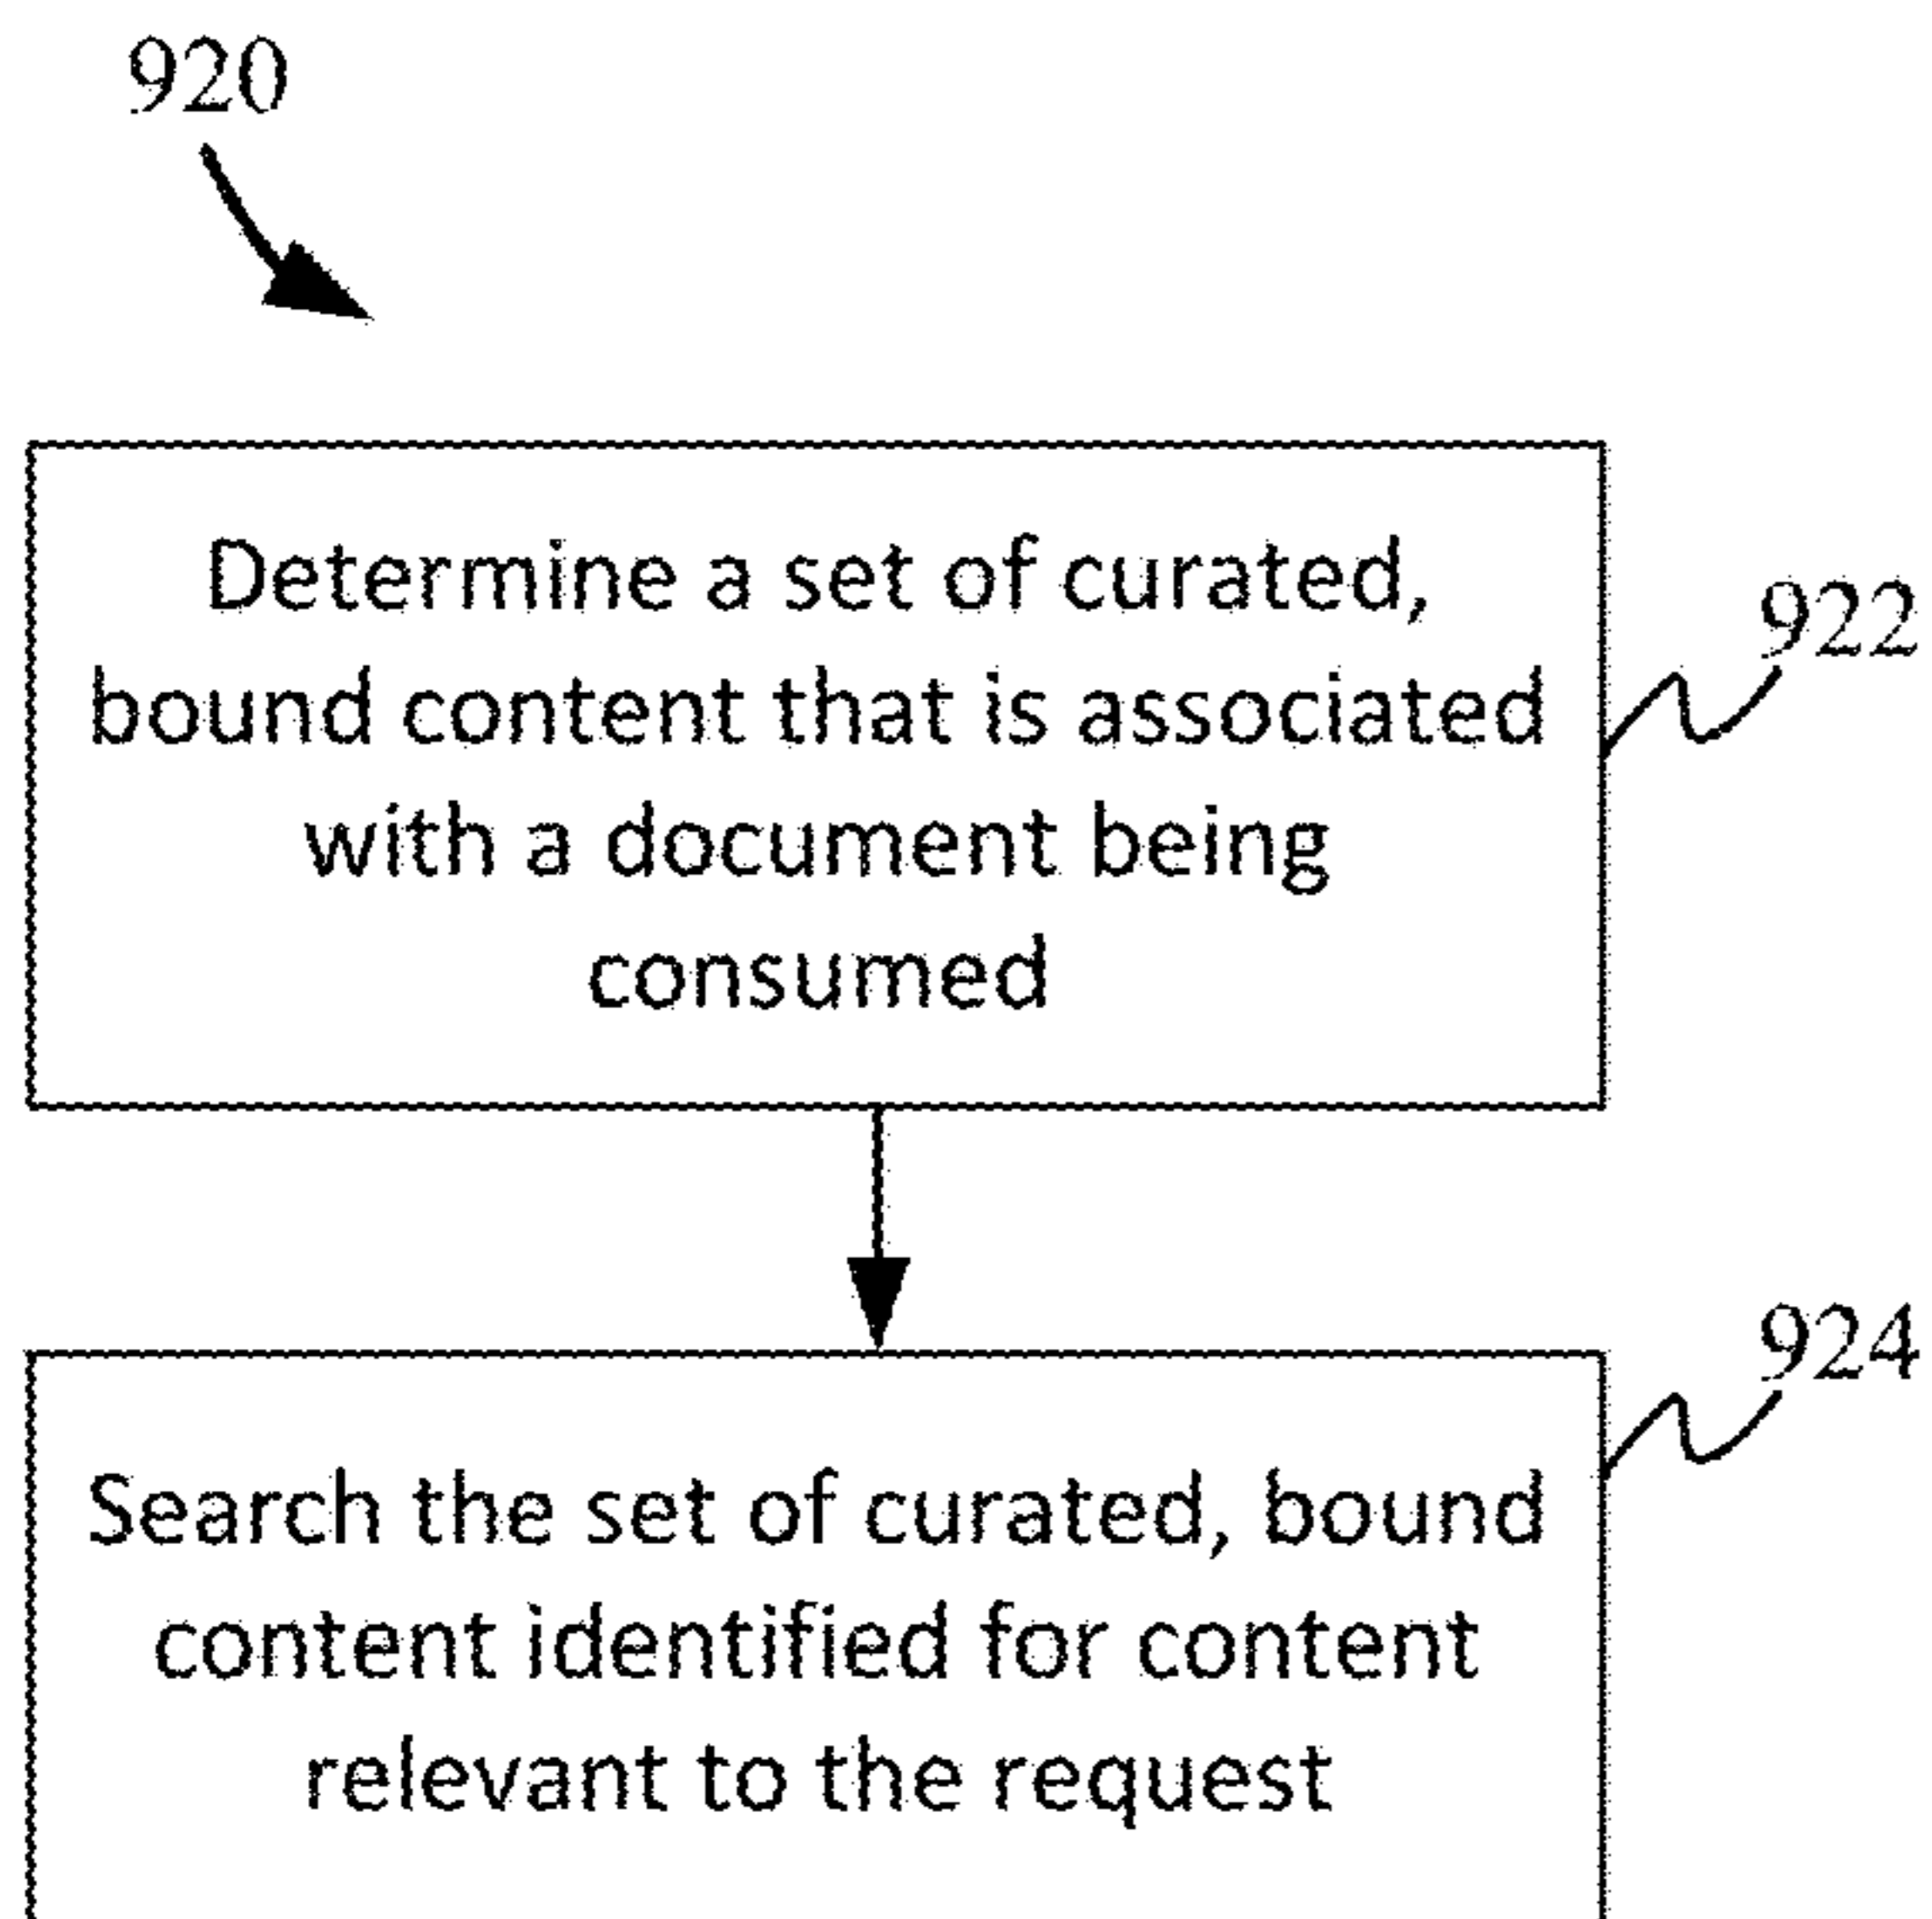 920
Determine a set of curated,
bound content that is associated
with a document being
consumed
922
924
Search the set of curated, bound
content identified for content
relevant to the request